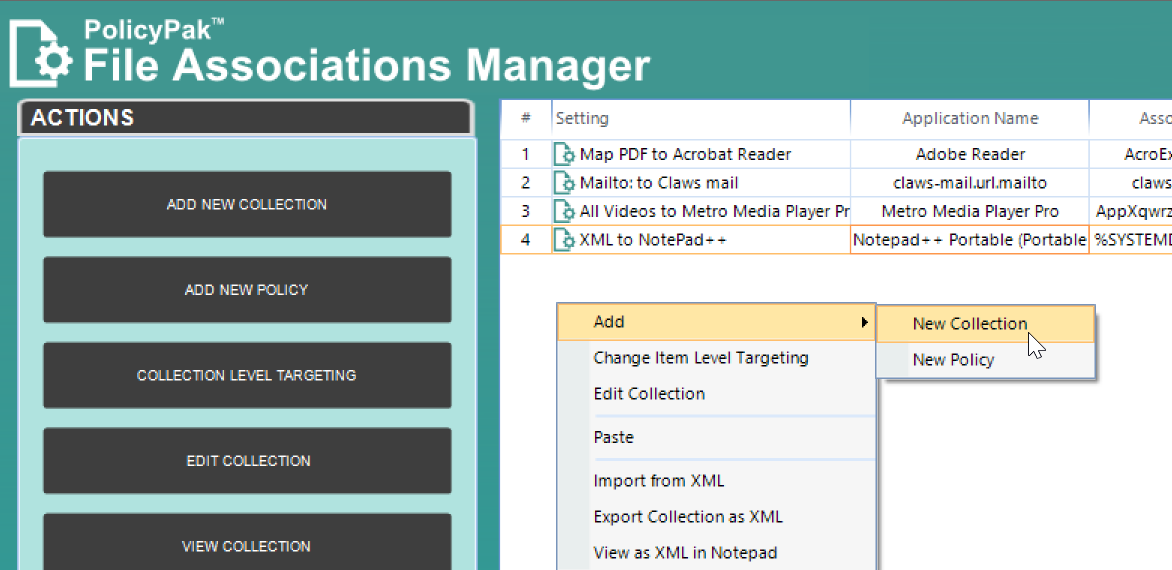 PolicyPak™
File Associations Manager
ACTIONS
ADD NEW COLLECTION
ADD NEW POLICY
COLLECTION LEVEL TARGETING
EDIT COLLECTION
VIEW COLLECTION
# Setting Application Name Asso
1 Map PDF to Acrobat Reader Adobe Reader AcroEx
2 Mailto: to Claws mail claws-mail.url.mailto claws
3 All Videos to Metro Media Player Pr Metro Media Player Pro AppXqwrz
4 XML to NotePad++ Notepad++ Portable (Portable %SYSTEMD
Add
Change Item Level Targeting
Edit Collection
Paste
Import from XML
Export Collection as XML
View as XML in Notepad
New Collection
New Policy